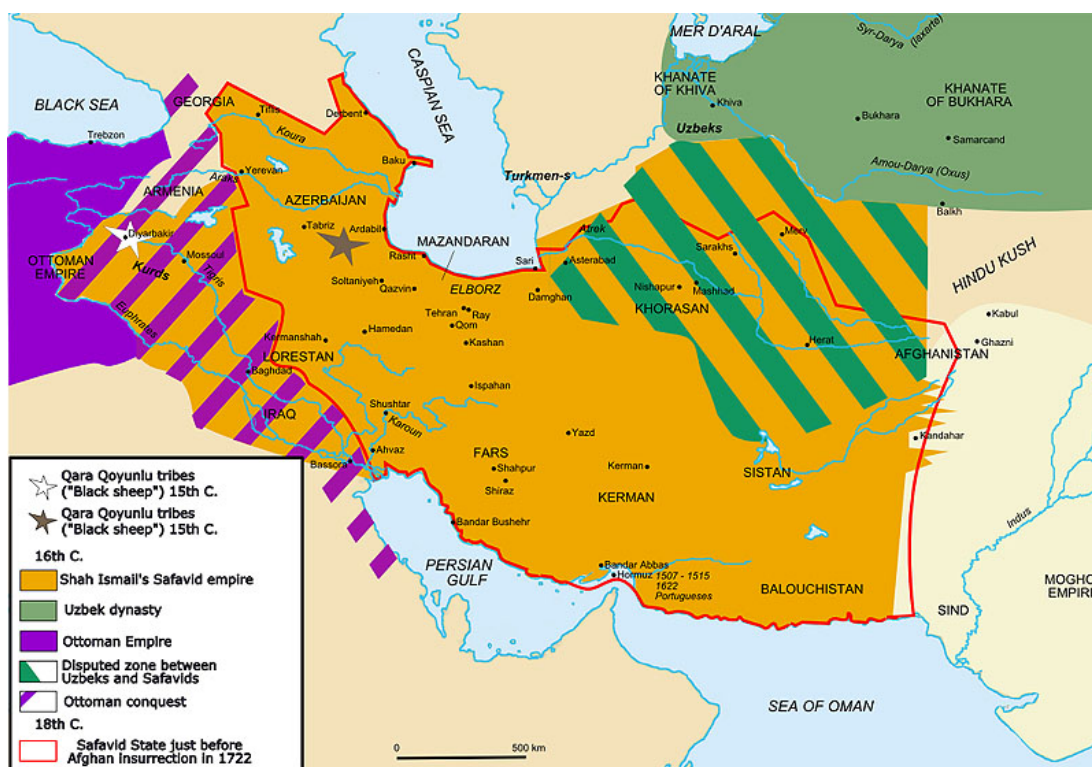 MER D'ARAL
Syr-Darya (Iaxarte)
BLACK SEA
CASPIAN SEA
GEORGIA
KHANATE
OF KHIVA
KHANATE
OF BUKHARA
Trebzon
Tiflis
Derbent
Koura
Khiva
Bukhara
Uzbeks
Samarcand
Baku
Yerevan
Araks
ARMENIA
Turkmen-s
Amou-Darya (Oxus)
AZERBAIJAN
Balkh
Diyarbakir
Tabriz
Ardabil
MAZANDARAN
Atrek
Merv
Sarakhs
OTTOMAN
EMPIRE
Kurds
Mossoul
Tigris
Rasht
Sari
Asterabad
HINDU KUSH
Soltaniyeh
Qazvin
ELBORZ
Damghan
Nishapur
Mashhad
KHORASAN
Euphrates
Tehran
Ray
Qom
Kabul
Hamedan
Kermanshah
Kashan
Herat
AFGHANISTAN
Ghazni
LORESTAN
Baghdad
Ispahan
IRAQ
Shushtar
Karoun
Yazd
Kandahar
Ahvaz
Bassora
FARS
Shahpur
Shiraz
Kerman
KERMAN
SISTAN
Indus
Bandar Bushehr
PERSIAN
GULF
Bandar Abbas
Hormuz
1507 - 1515
1622
Portugueses
BALOUCHISTAN
SIND
MOGHO
EMPIRE
SEA OF OMAN
0
500 km
Qara Qoyunlu tribes
("Black sheep") 15th C.
Qara Qoyunlu tribes
("Black sheep") 15th C.
16th C.
Shah Ismail's Safavid empire
Uzbek dynasty
Ottoman Empire
Disputed zone between
Uzbeks and Safavids
Ottoman conquest
18th C.
Safavid State just before
Afghan insurrection in 1722